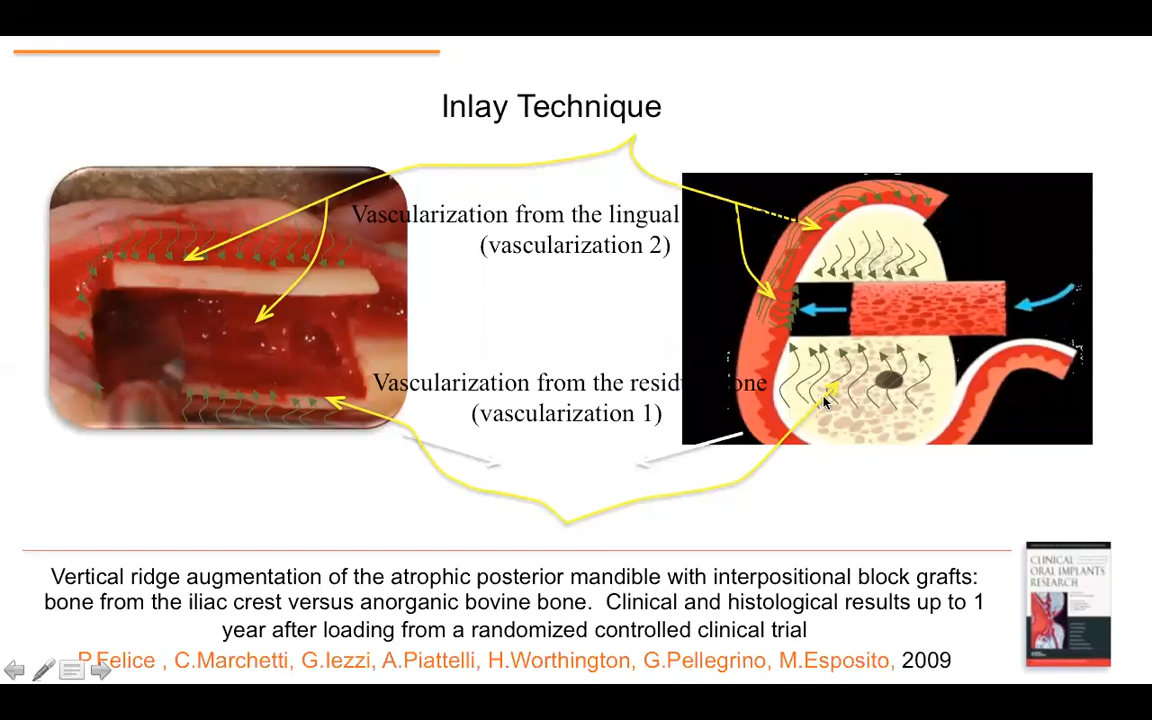 Inlay Technique
Vascularization from the lingual
(vascularization 2)
Vascularization from the resid one
(vascularization 1)
Vertical ridge augmentation of the atrophic posterior mandible with interpositional block grafts:
bone from the iliac crest versus anorganic bovine bone. Clinical and histological results up to 1
year after loading from a randomized controlled clinical trial
P.Felice , C.Marchetti, G.Iezzi, A.Piattelli, H.Worthington, G.Pellegrino, M.Esposito, 2009
CLINICAL
ORAL IMPLANTS
RESEARCH